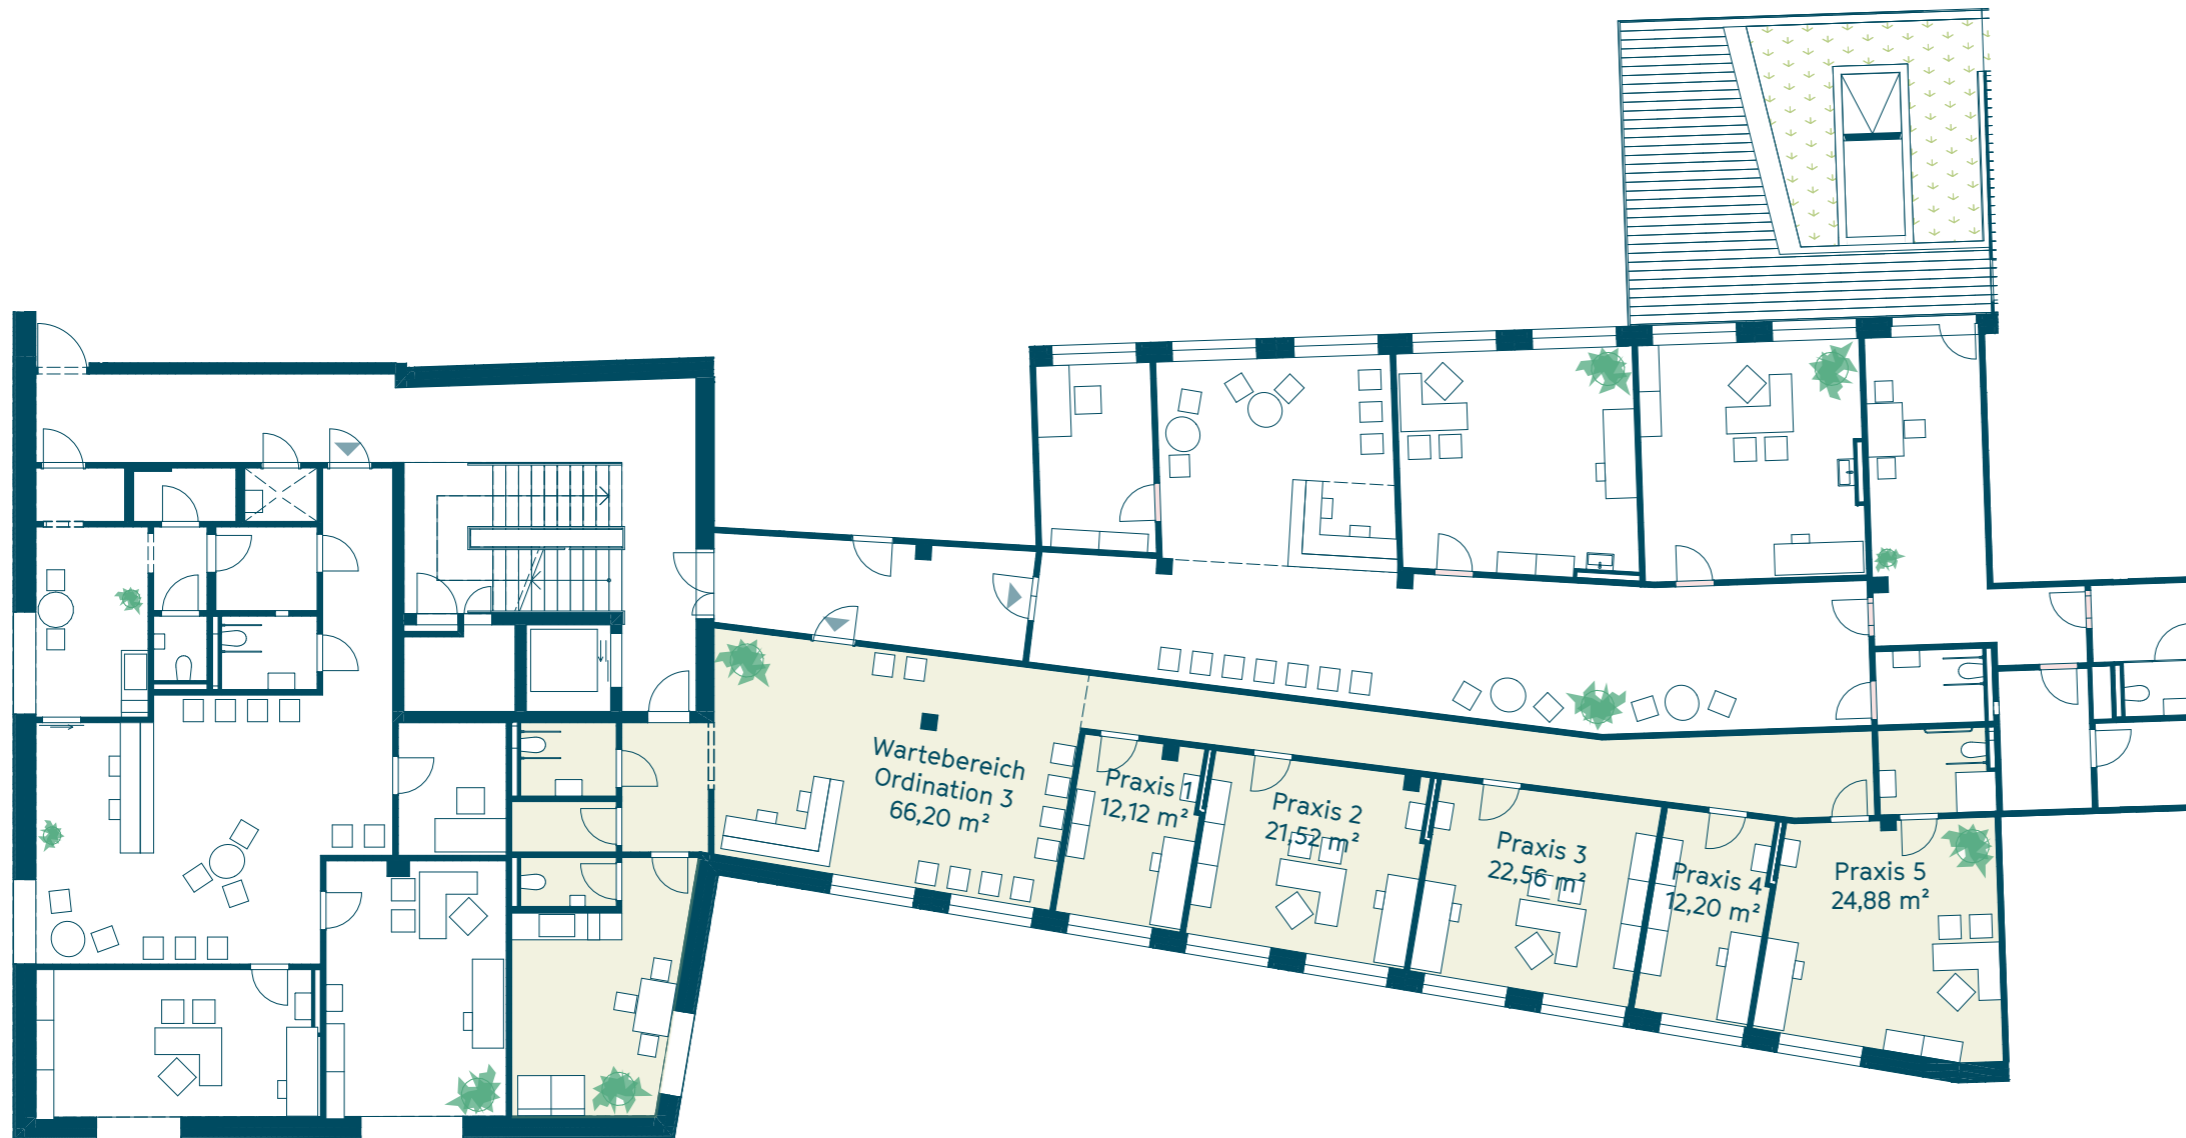 Wartebereich
Ordination 3
66,20 m²
Praxis 1
12,12 m²
Praxis 2
21,52 m²
Praxis 3
22,56 m²
Praxis 4
12,20 m²
Praxis 5
24,88 m²